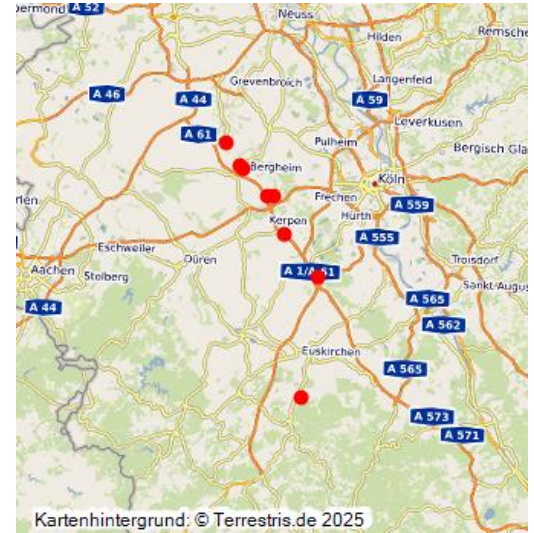 A 52
Neuss
Hilden
Remsche
Grevenbroich
Langenfeld
A 46
A 44
A 59
Leverkusen
A 61
Pulheim
Bergisch Gla
Bergheim
Köln
Frechen
Hürth
A 559
Kerpen
A 555
Eschweiler
Düren
Troisdorf
Aachen
Stolberg
A 1/A 61
Sankt-Augus
A 44
A 565
A 562
Euskirchen
A 565
A 573
A 571
Kartenhintergrund: © Terrestris.de 2025